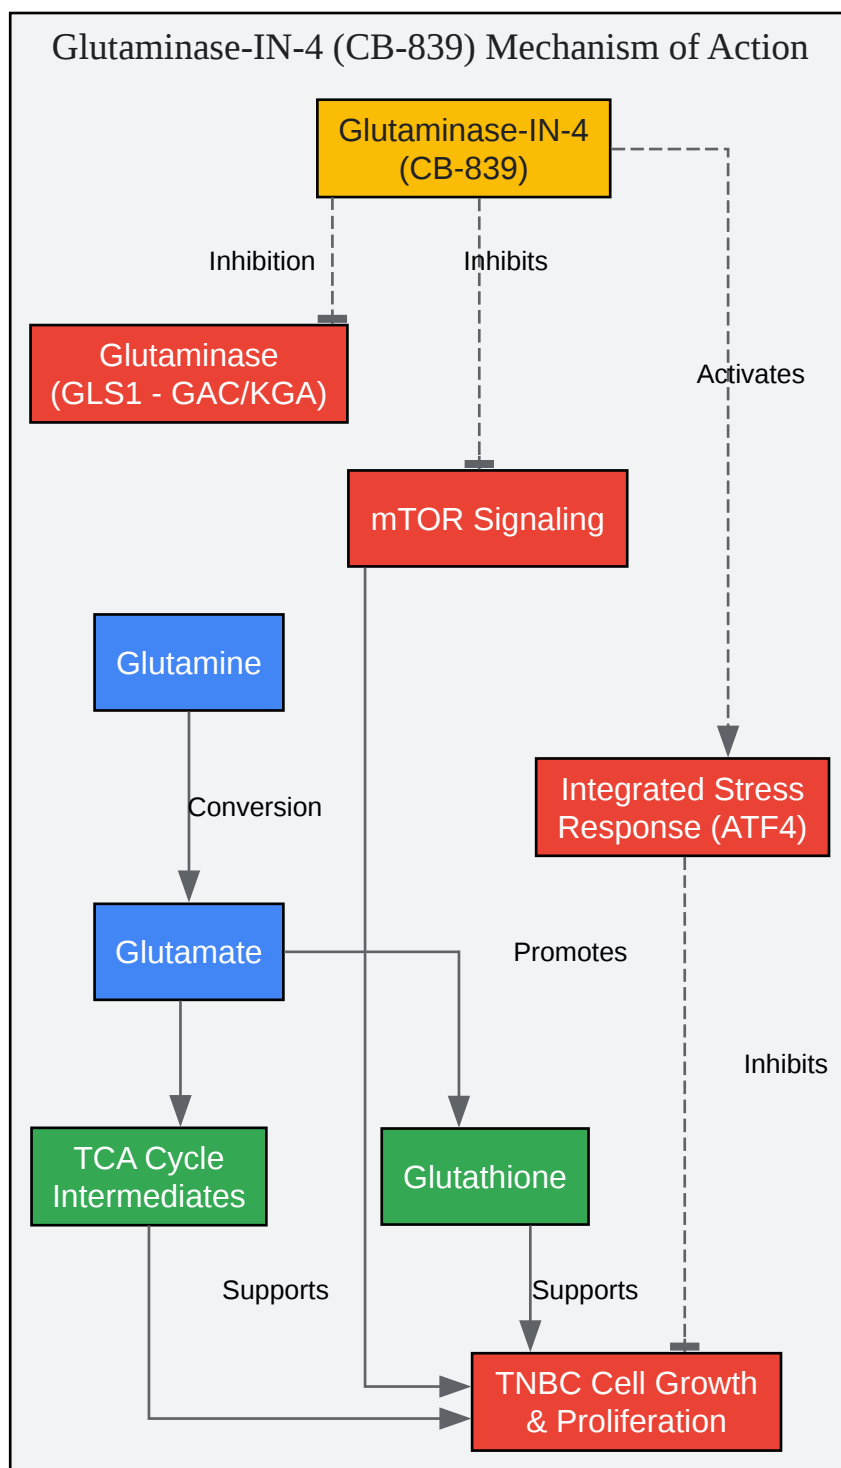 Glutaminase-IN-4 (CB-839) Mechanism of Action
Glutaminase-IN-4
(CB-839)
Inhibition
Inhibits
Glutaminase
(GLS1 - GAC/KGA)
Activates
mTOR Signaling
Glutamine
Conversion
Integrated Stress
Response (ATF4)
Glutamate
Promotes
Inhibits
TCA Cycle
Intermediates
Glutathione
Supports
Supports
TNBC Cell Growth
& Proliferation